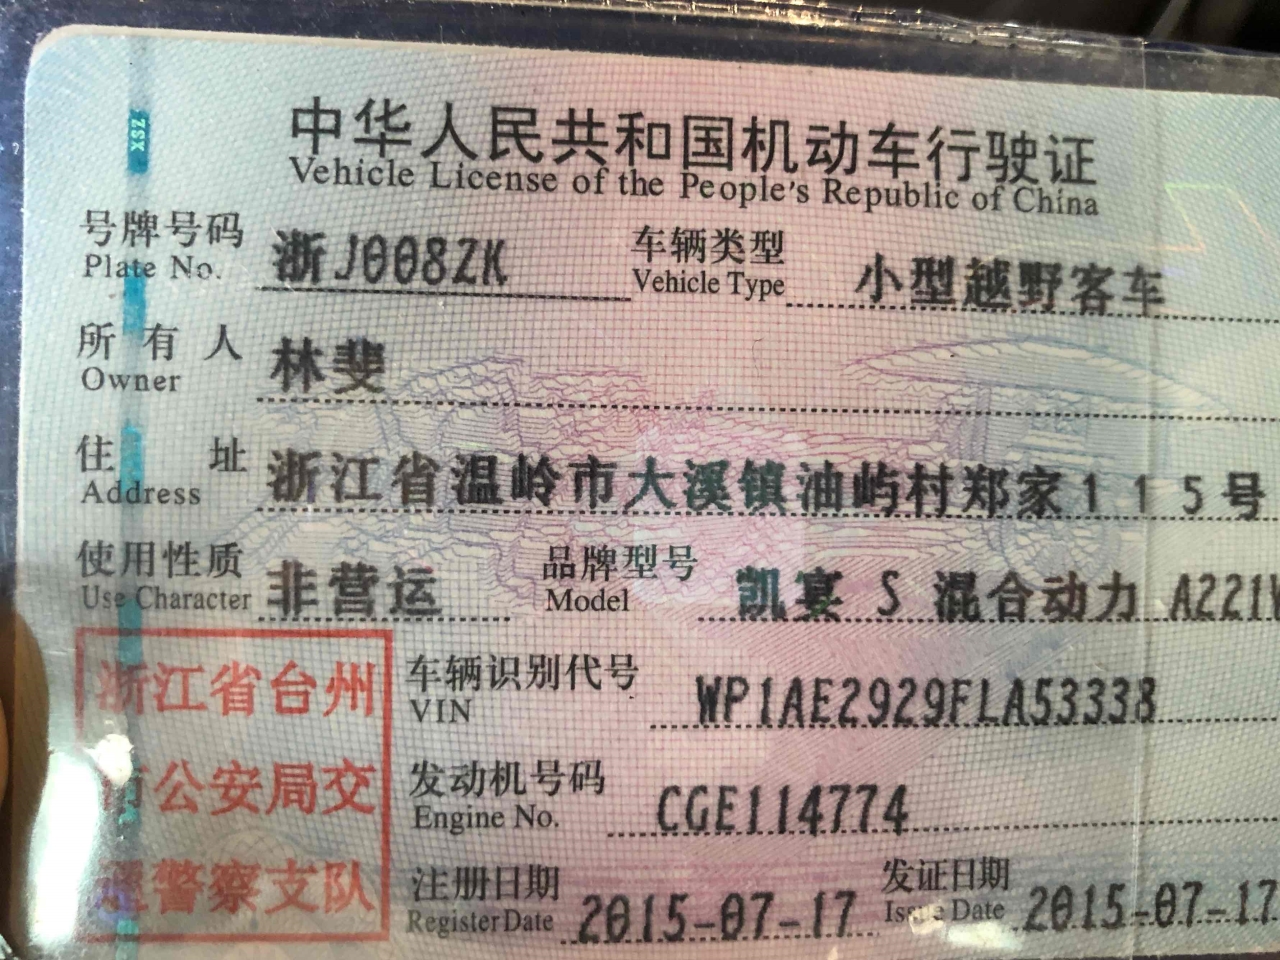 XSZ
中华人民共和国机动车行驶证
Vehicle License of the People's Republic of China
号牌号码 浙J008ZK 车辆类型 小型越野客车
Plate No. Vehicle Type
所有人 林斐
Owner
住址 浙江省温岭市大溪镇油屿村郑家115号
Address
使用性质 非营运 品牌型号 凯宴 S 混合动力 A221
Use Character Model
浙江省台州
市公安局交
通警察支队
车辆识别代号 WP1AE2929FLA53338
VIN
发动机号码 CGE114774
Engine No.
注册日期 2015-07-17 发证日期 2015-07-17
Register Date Issue Date